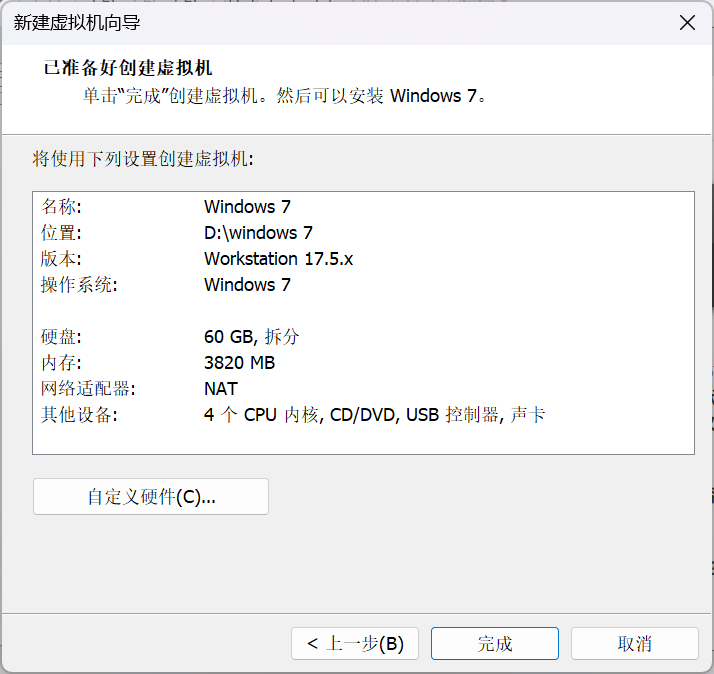 新建虚拟机向导
已准备好创建虚拟机
单击“完成”创建虚拟机。然后可以安装 Windows 7。
将使用下列设置创建虚拟机:
名称: Windows 7
位置: D:\windows 7
版本: Workstation 17.5.x
操作系统: Windows 7
硬盘: 60 GB, 拆分
内存: 3820 MB
网络适配器: NAT
其他设备: 4 个 CPU 内核, CD/DVD, USB 控制器, 声卡
自定义硬件(C)...
< 上一步(B) 完成 取消